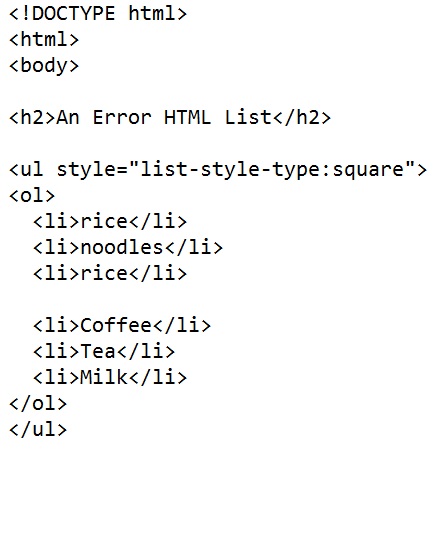 <!DOCTYPE html>
<html>
<body>
<h2>An Error HTML List</h2>
<ul style="list-style-type:square">
<ol>
<li>rice</li>
<li>noodles</li>
<li>rice</li>
<li>Coffee</li>
<li>Tea</li>
<li>Milk</li>
</ol>
</ul>